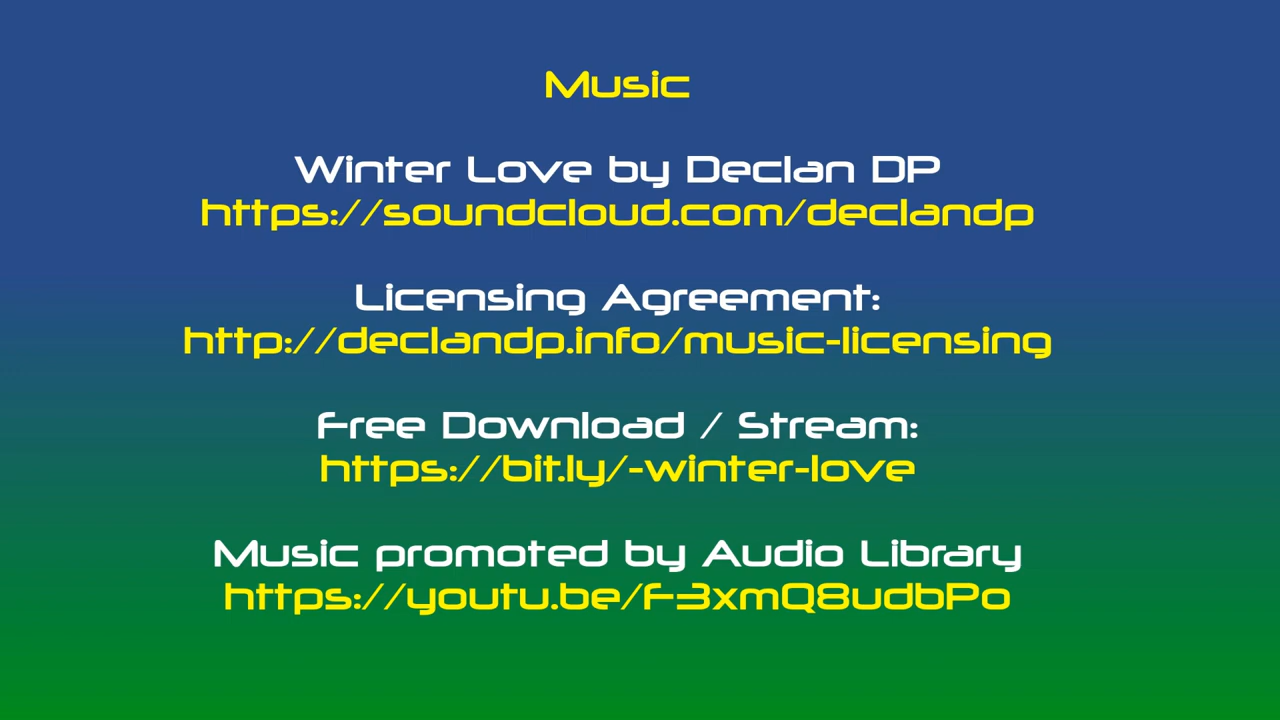 Music
Winter Love by Declan DP
https://soundcloud.com/declandp
Licensing Agreement:
http://declandp.info/music-licensing
Free Download / Stream:
https://bit.ly/-winter-love
Music promoted by Audio Library
https://youtu.be/F3xmQ8udbPo